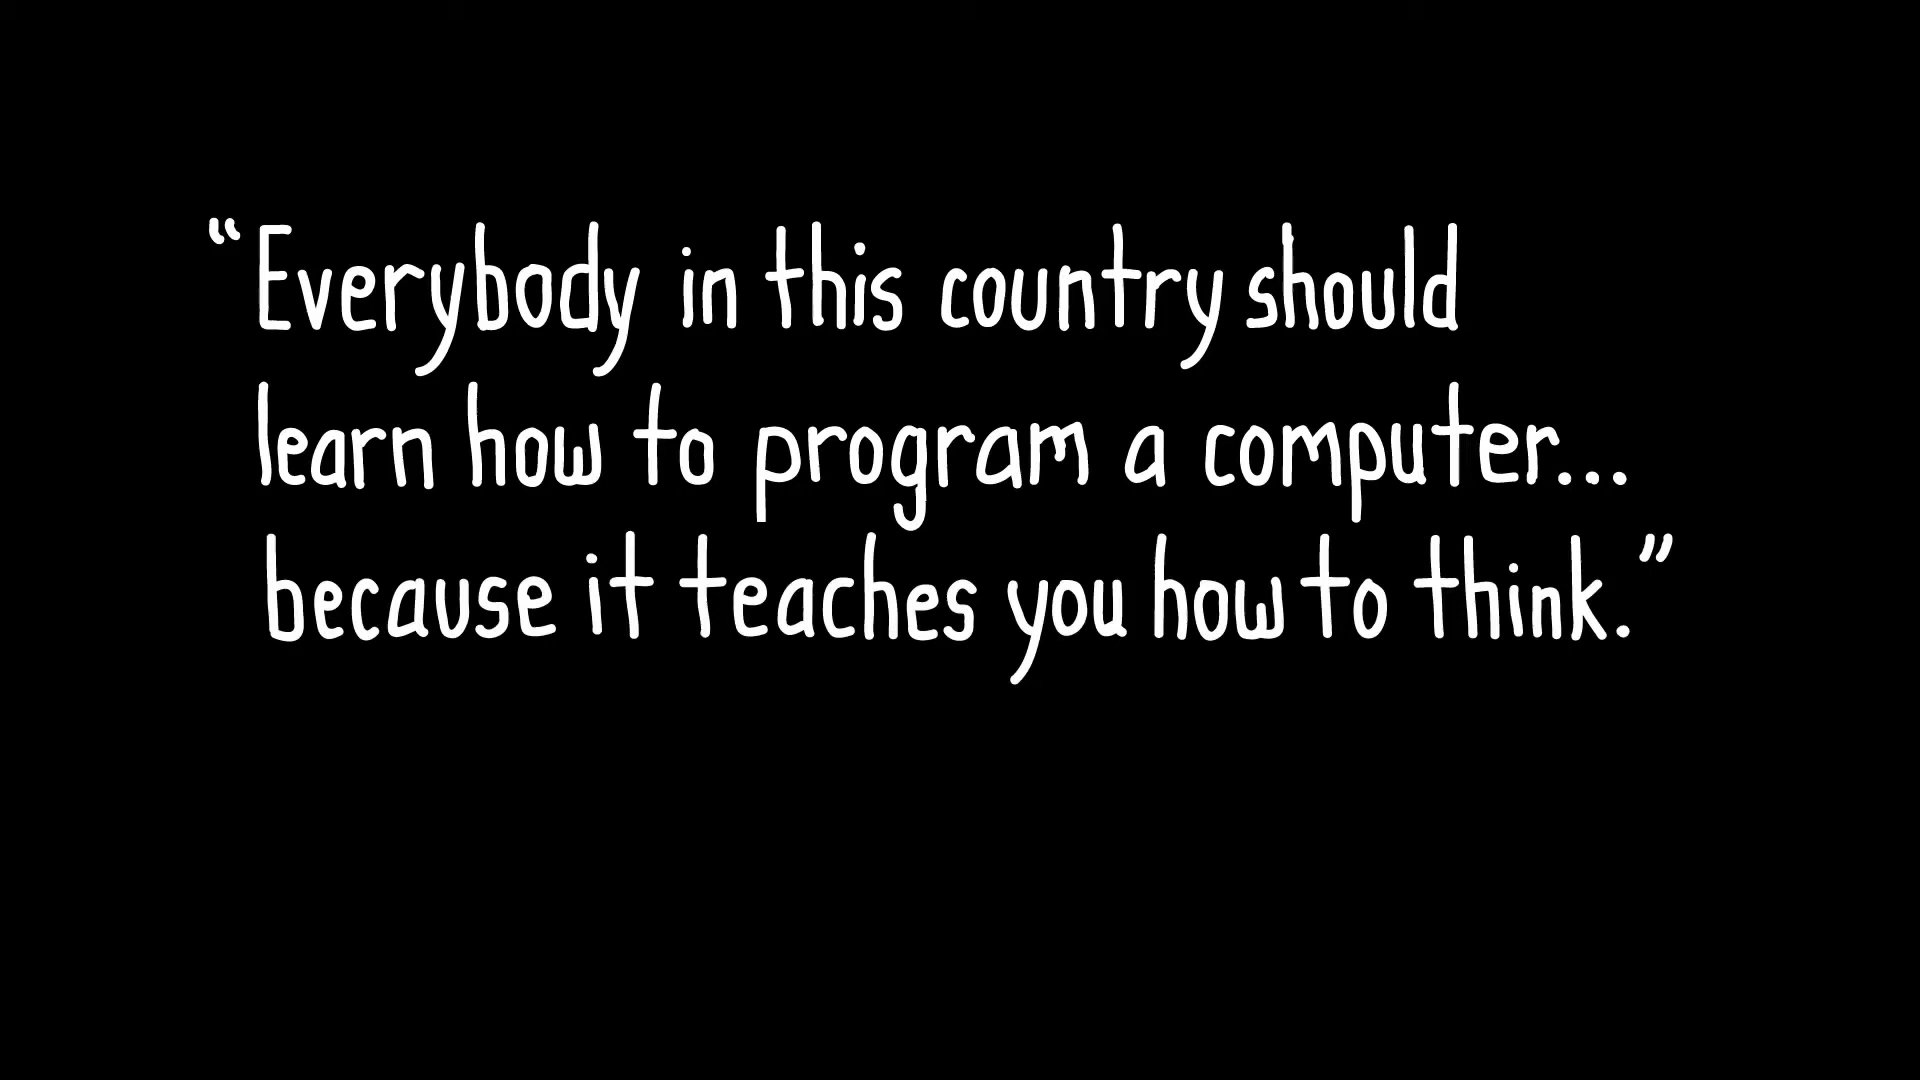 “Everybody in this country should
learn how to program a computer...
because it teaches you how to think.”